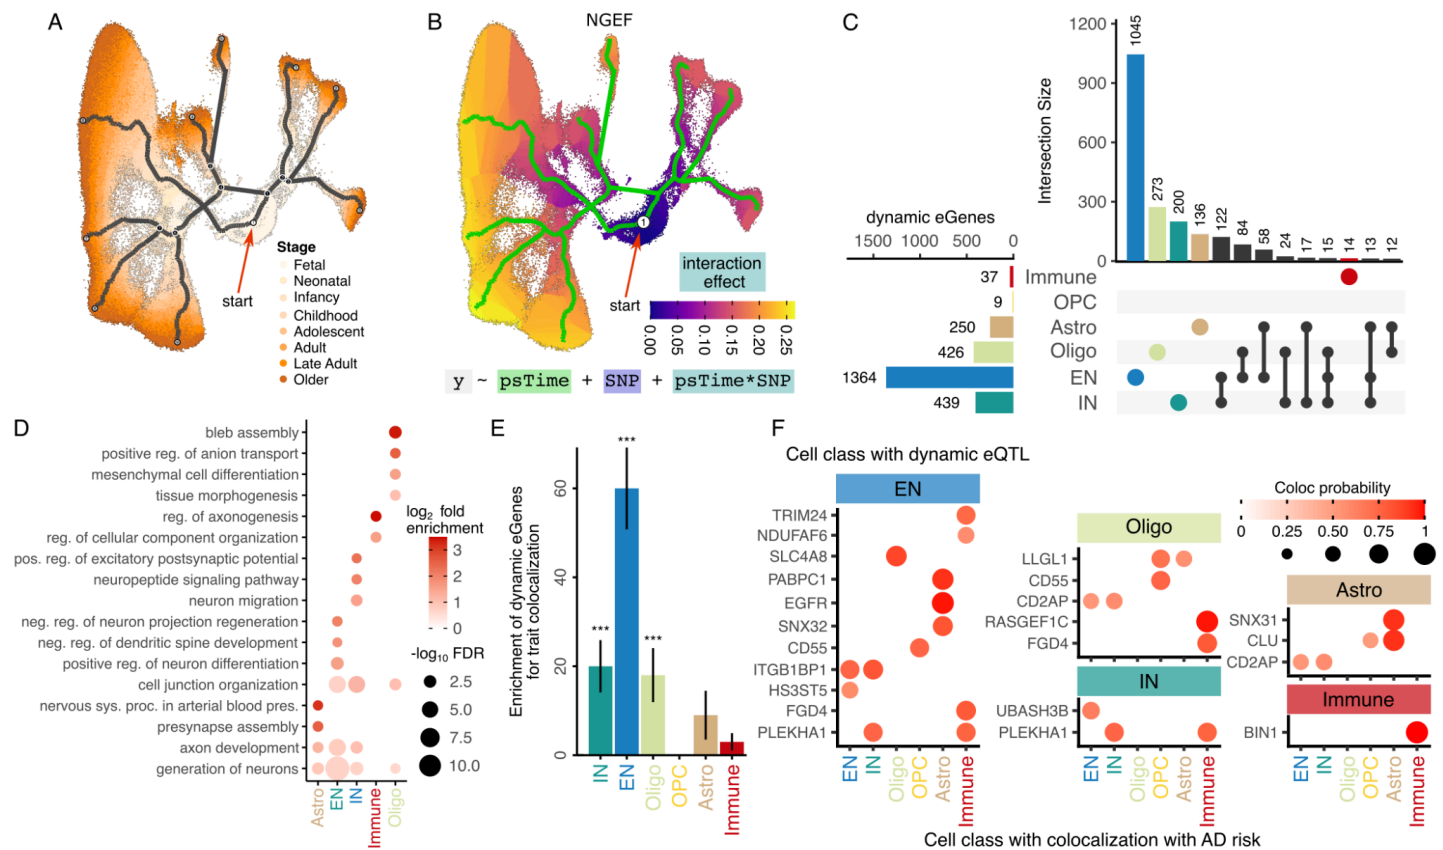 A
Stage
Fetal
Neonatal
Infancy
Childhood
Adolescent
Adult
Late Adult
Older
start
B
NGEF
1
start
interaction
effect
0.00
0.05
0.10
0.15
0.20
0.25
y ~ psTime + SNP + psTime*SNP
C
Intersection Size
1200
900
600
300
0
1045
273
200
136
122
84
58
24
17
15
14
13
12
dynamic eGenes
1500 1000 500 0
37 Immune
9 OPC
250 Astro
426 Oligo
1364 EN
439 IN
D
bleb assembly
positive reg. of anion transport
mesenchymal cell differentiation
tissue morphogenesis
reg. of axonogenesis
reg. of cellular component organization
pos. reg. of excitatory postsynaptic potential
neuropeptide signaling pathway
neuron migration
neg. reg. of neuron projection regeneration
neg. reg. of dendritic spine development
positive reg. of neuron differentiation
cell junction organization
nervous sys. proc. in arterial blood pres.
presynapse assembly
axon development
generation of neurons
Astro
EN
IN
Immune
Oligo
log2 fold
enrichment
3
2
1
0
-log10 FDR
2.5
5.0
7.5
10.0
E
Enrichment of dynamic eGenes
for trait colocalization
60
40
20
0
***
***
***
IN
EN
Oligo
OPC
Astro
Immune
F
Cell class with dynamic eQTL
EN
TRIM24
NDUFAF6
SLC4A8
PABPC1
EGFR
SNX32
CD55
ITGB1BP1
HS3ST5
FGD4
PLEKHA1
EN
IN
Oligo
OPC
Astro
Immune
Oligo
LLGL1
CD55
CD2AP
RASGEF1C
FGD4
IN
UBASH3B
PLEKHA1
EN
IN
Oligo
OPC
Astro
Immune
Coloc probability
0 0.25 0.5 0.75 1
Astro
SNX31
CLU
CD2AP
Immune
BIN1
EN
IN
Oligo
OPC
Astro
Immune
Cell class with colocalization with AD risk